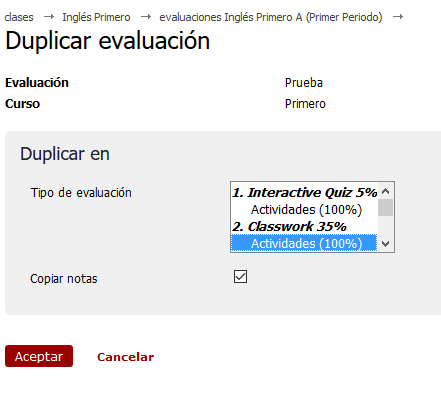 clases → Inglés Primero → evaluaciones Inglés Primero A (Primer Periodo) →
Duplicar evaluación
Evaluación Prueba
Curso Primero
Duplicar en
Tipo de evaluación
1. Interactive Quiz 5%
Actividades (100%)
2. Classwork 35%
Actividades (100%)
Copiar notas
Aceptar Cancelar